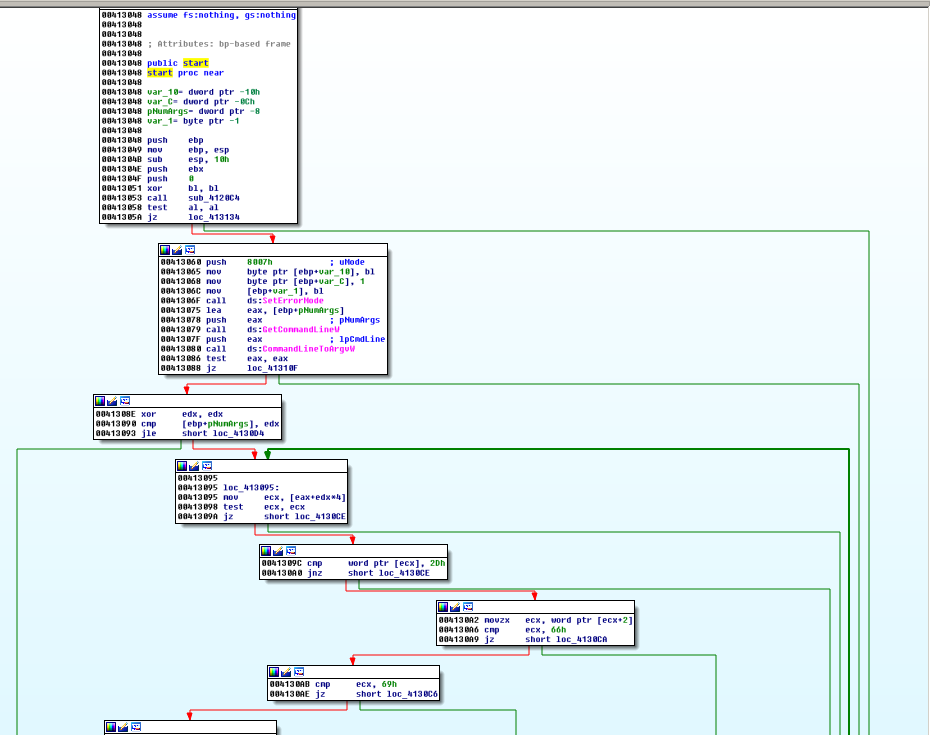 00413048 assume fs:nothing, gs:nothing
00413048
00413048
00413048 ; Attributes: bp-based frame
00413048
00413048 public start
00413048 start proc near
00413048
00413048 var_10= dword ptr -10h
00413048 var_C= dword ptr -0Ch
00413048 pNumArgs= dword ptr -8
00413048 var_1= byte ptr -1
00413048
00413048 push ebp
00413049 mov ebp, esp
0041304B sub esp, 10h
0041304E push ebx
0041304F push 0
00413051 xor bl, bl
00413053 call sub_4120C4
00413058 test al, al
0041305A jz loc_413134
00413060 push 8007h ; uMode
00413065 mov byte ptr [ebp+var_10], bl
00413068 mov byte ptr [ebp+var_C], 1
0041306C mov [ebp+var_1], bl
0041306F call ds:SetErrorMode
00413075 lea eax, [ebp+pNumArgs]
00413078 push eax ; pNumArgs
00413079 call ds:GetCommandLineW
0041307F push eax ; lpCmdLine
00413080 call ds:CommandLineToArgvW
00413086 test eax, eax
00413088 jz loc_41310F
0041308E xor edx, edx
00413090 cmp [ebp+pNumArgs], edx
00413093 jle short loc_4130D4
00413095
00413095 loc_413095:
00413095 mov ecx, [eax+edx*4]
00413098 test ecx, ecx
0041309A jz short loc_4130CE
0041309C cmp word ptr [ecx], 2Dh
004130A0 jnz short loc_4130CE
004130A2 movzx ecx, word ptr [ecx+2]
004130A6 cmp ecx, 66h
004130A9 jz short loc_4130CA
004130AB cmp ecx, 69h
004130AE jz short loc_4130C6